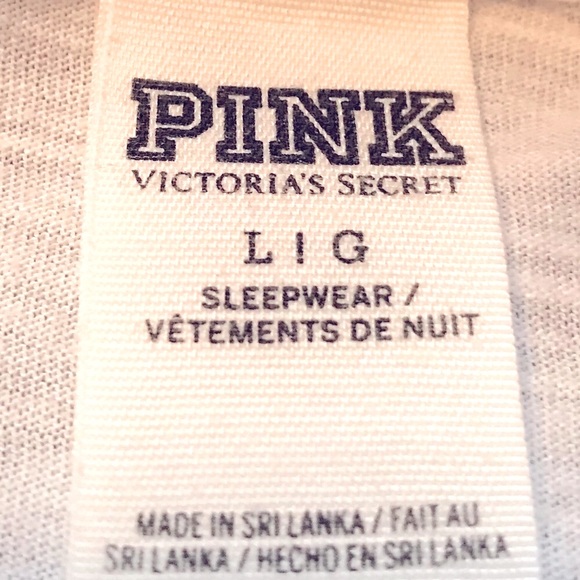 PINK
VICTORIA'S SECRET
L | G
SLEEPWEAR /
VÊTEMENTS DE NUIT
MADE IN SRI LANKA / FAIT AU
SRI LANKA / HECHO EN SRI LANKA